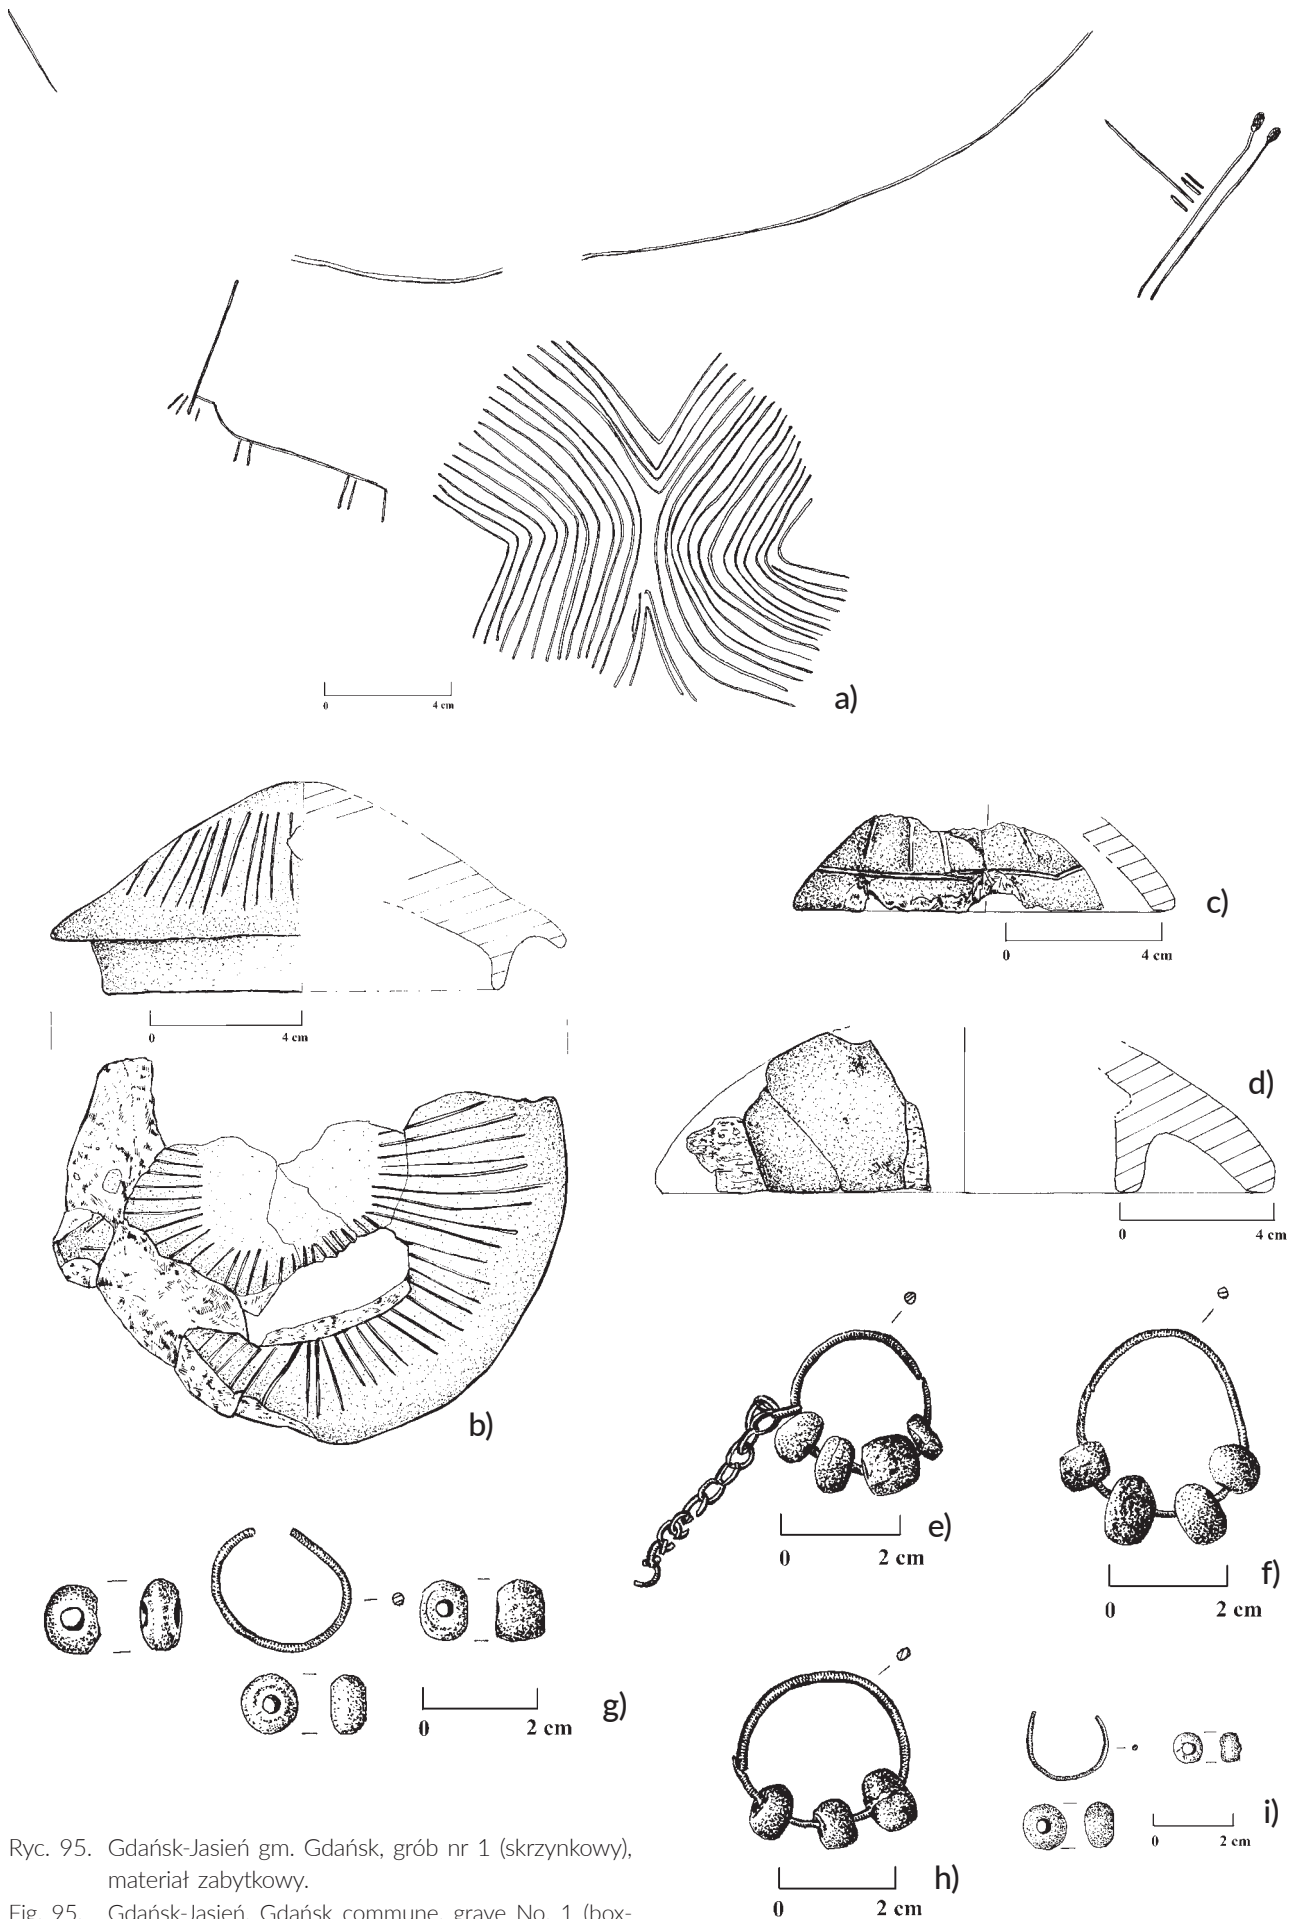 0 4 cm
a)
0 4 cm
c)
0 4 cm
d)
0 4 cm
b)
e)
0 2 cm
f)
0 2 cm
g)
0 2 cm
i)
0 2 cm
h)
0 2 cm
Ryc. 95. Gdańsk-Jasień gm. Gdańsk, grób nr 1 (skrzynkowy),
materiał zabytkowy.
Fig. 95. Gdańsk-Jasień, Gdańsk commune, grave No. 1 (box-